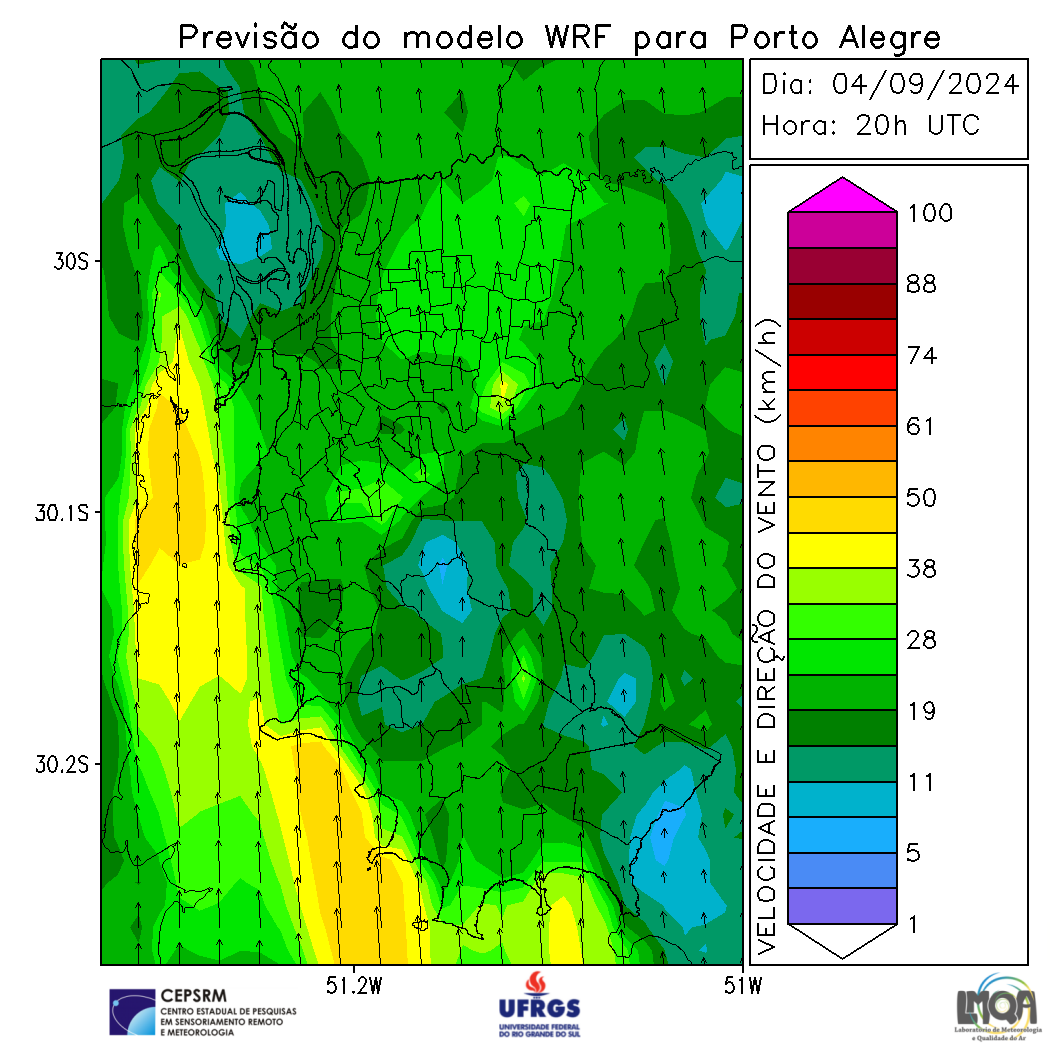 Previsão do modelo WRF para Porto Alegre
Dia: 04/09/2024
Hora: 20h UTC
30S
30.1S
30.2S
51.2W
51W
VELOCIDADE E DIREÇÃO DO VENTO (km/h)
100
88
74
61
50
38
28
19
11
5
1
CEPSRM
CENTRO ESTADUAL DE PESQUISAS
EM SENSORIAMENTO REMOTO
E METEOROLOGIA
UFRGS
UNIVERSIDADE FEDERAL
DO RIO GRANDE DO SUL
LMQA
Laboratório de Meteorologia
e Qualidade do Ar